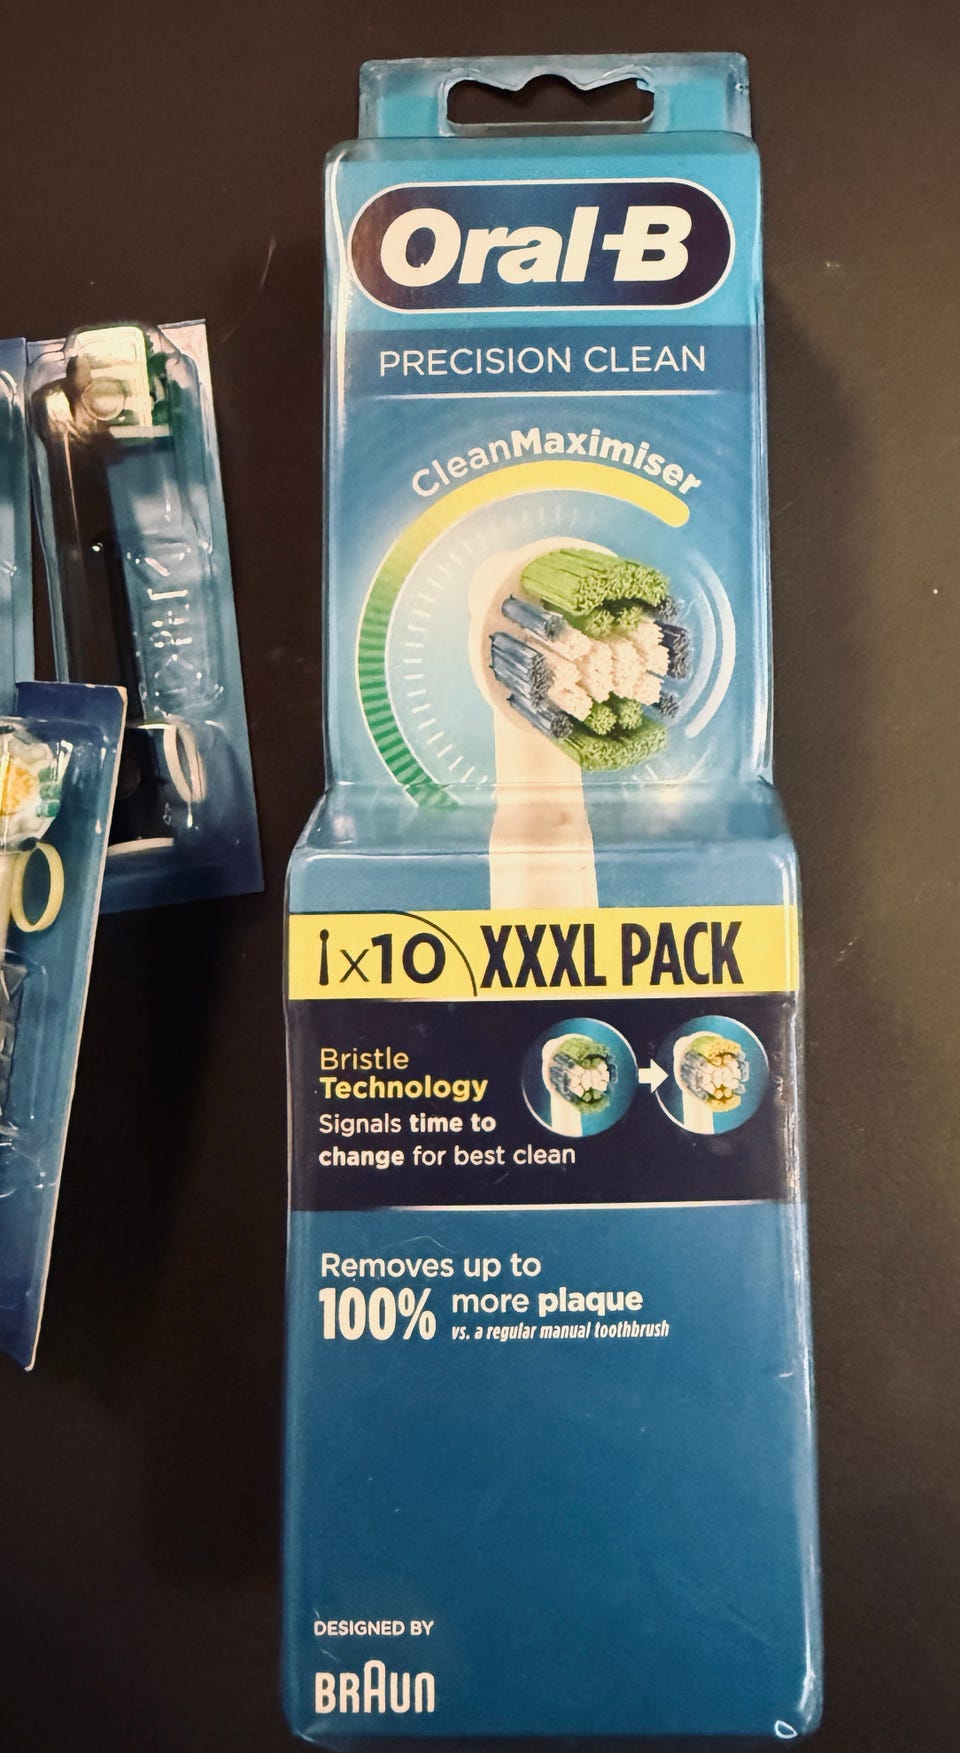 Oral-B
PRECISION CLEAN
CleanMaximiser
x10 XXXL PACK
Bristle
Technology
Signals time to
change for best clean
Removes up to
100% more plaque
vs. a regular manual toothbrush
DESIGNED BY
BRAUN